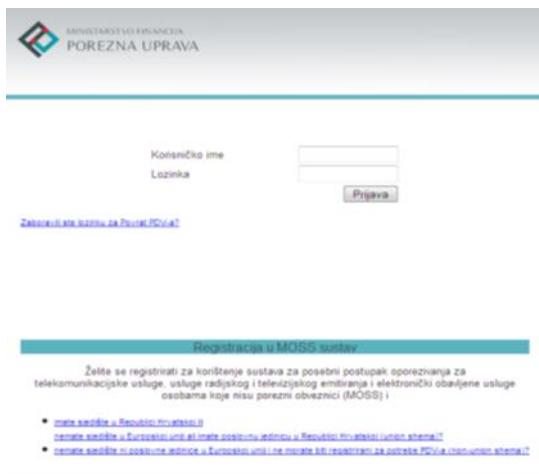 MINISTARSTVO FINANCIJA
POREZNA UPRAVA
Korisničko ime
Lozinka
Prijava
Zaboravili ste lozinku za Povrat PDV-a?
Registracija u MOSS sustav
Želite se registrirati za korištenje sustava za posebni postupak oporezivanja za
telekomunikacijske usluge, usluge radijskog i televizijskog emitiranja i elektronički obavljene usluge
osobama koje nisu porezni obveznici (MOSS) i
imate sjedište u Republici Hrvatskoj ili
nemate sjedište u Europskoj uniji ali imate poslovnu jedinicu u Republici Hrvatskoj (union shema)?
nemate sjedište ni poslovne jedinice u Europskoj uniji i ne morate biti registrirani za potrebe PDV-a (non-union shema)?